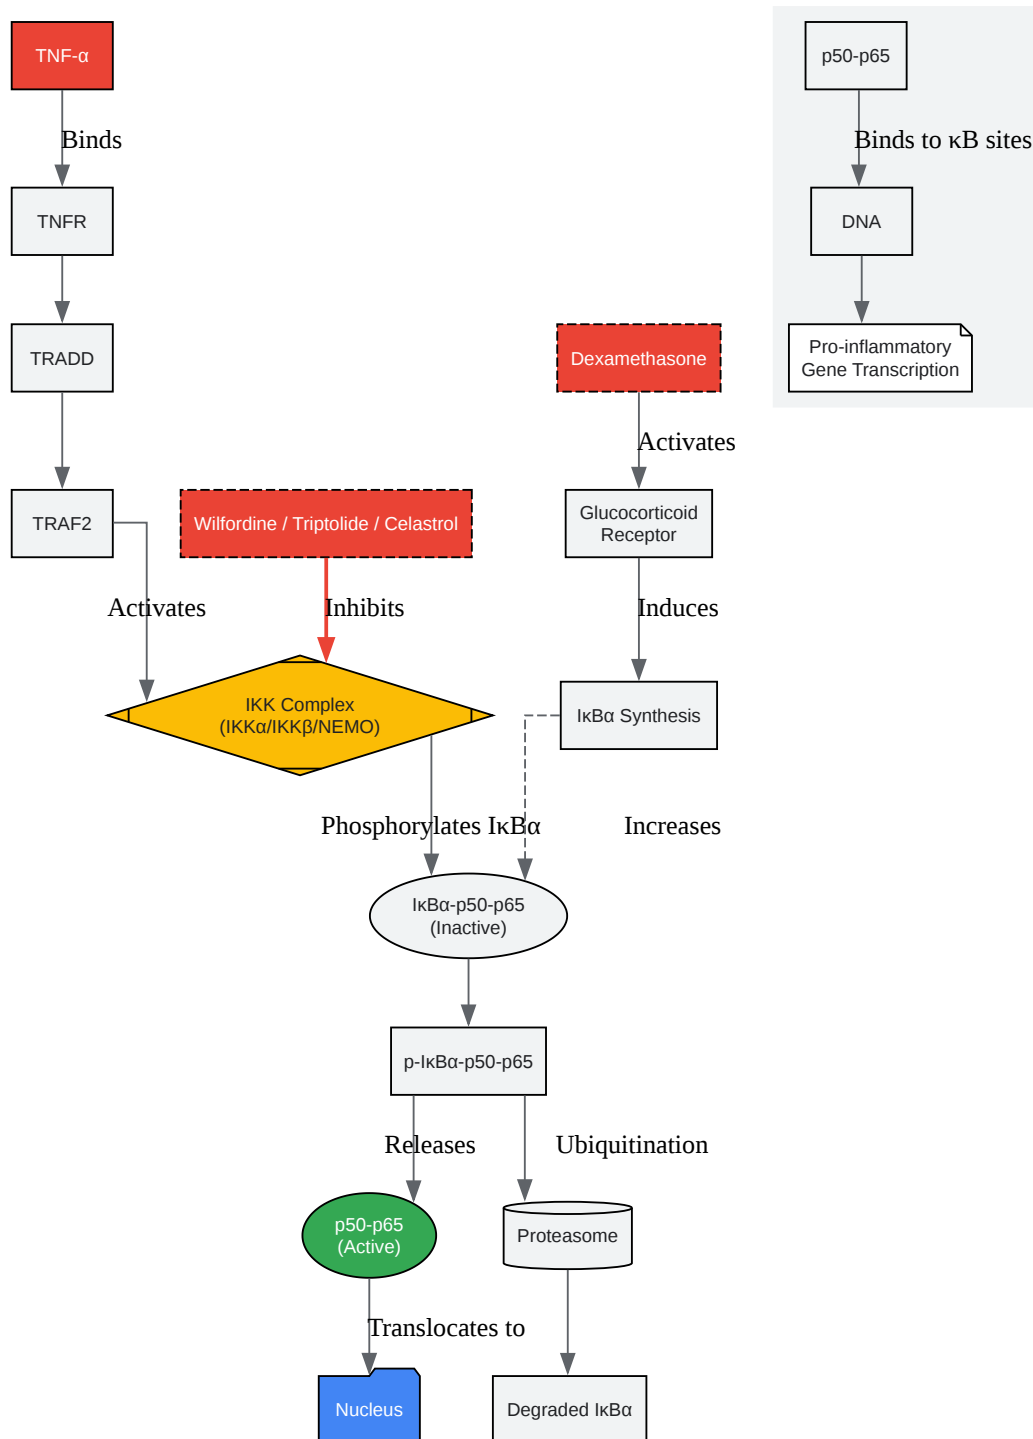 TNF-α
p50-p65
Binds
Binds to κB sites
TNFR
DNA
TRADD
Dexamethasone
Pro-inflammatory
Gene Transcription
Activates
TRAF2
Wilfordine / Triptolide / Celastrol
Glucocorticoid
Receptor
Activates
Inhibits
Induces
IKK Complex
(IKKα/IKKβ/NEMO)
IκBα Synthesis
Phosphorylates IκBα
Increases
IκBα-p50-p65
(Inactive)
p-IκBα-p50-p65
Releases
Ubiquitination
p50-p65
(Active)
Proteasome
Translocates to
Nucleus
Degraded IκBα